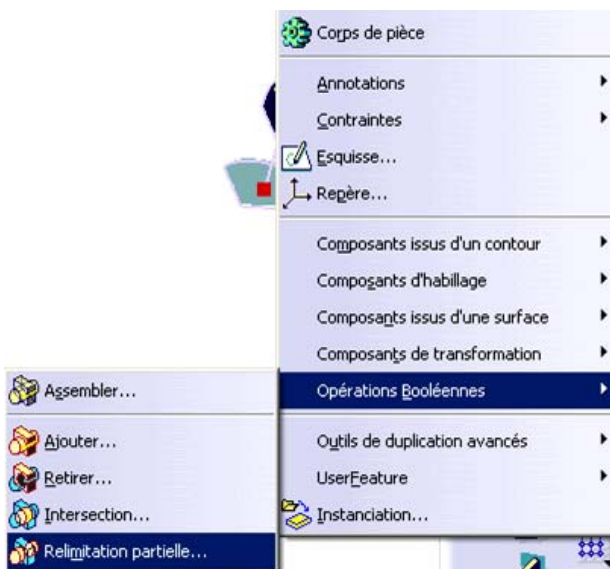 Corps de pièce
Annotations
Contraintes
Esquisse...
Repère...
Composants issus d'un contour
Composants d'habillage
Composants issus d'une surface
Composants de transformation
Opérations Booléennes
Outils de duplication avancés
UserFeature
Instanciation...
Assembler...
Ajouter...
Retirer...
Intersection...
Relimitation partielle...